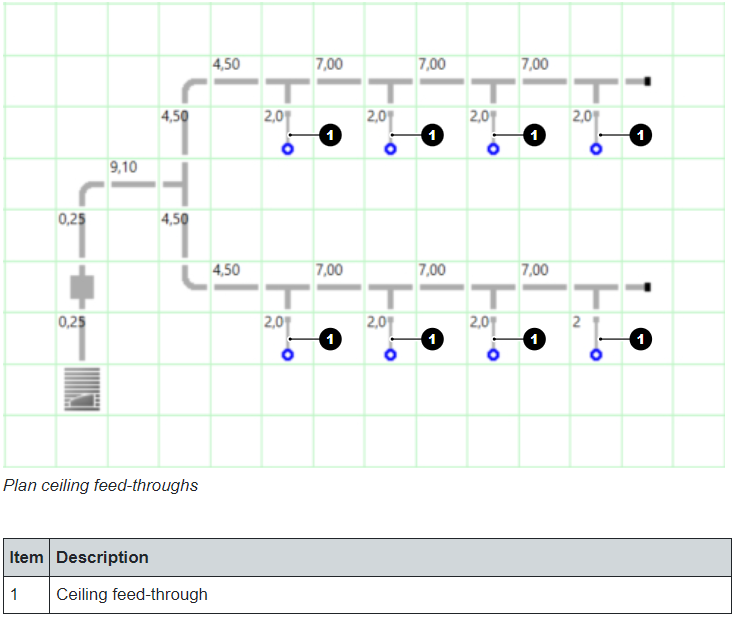 4,50 7,00 7,00 7,00
4,50 2,0 2,0 2,0 2,0
1 1 1 1
9,10
0,25 4,50
4,50 7,00 7,00 7,00
0,25 2,0 2,0 2,0 2
1 1 1 1
Plan ceiling feed-throughs
Item Description
1 Ceiling feed-through